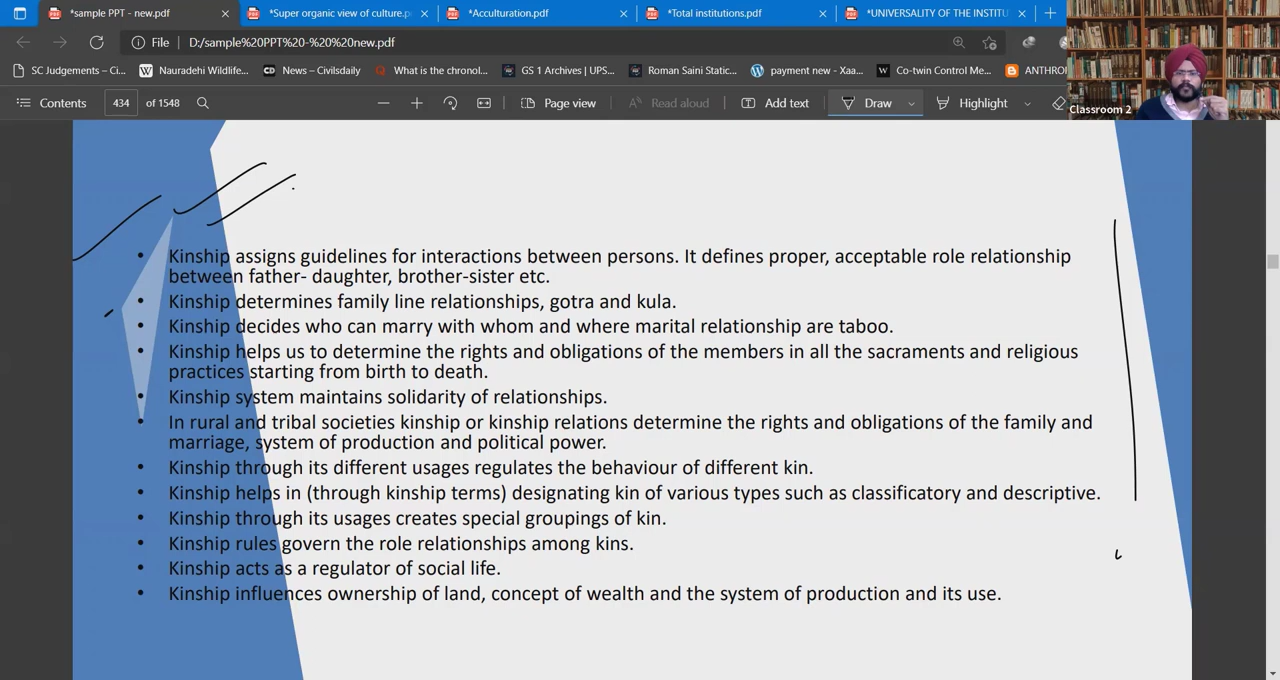 *sample PPT - new.pdf
*Super organic view of culture.p
*Acculturation.pdf
*Total institutions.pdf
*UNIVERSALITY OF THE INSTITU
File D:/sample%20PPT%20-%20%20new.pdf
SC Judgements – Ci...
Nauradehi Wildlife...
News – Civilsdaily
What is the chronol...
GS 1 Archives | UPS...
Roman Saini Static...
payment new - Xaa...
Co-twin Control Me...
ANTHRO
Contents 434 of 1548 Page view Read aloud Add text Draw Highlight
Classroom 2
• Kinship assigns guidelines for interactions between persons. It defines proper, acceptable role relationship
between father- daughter, brother-sister etc.
• Kinship determines family line relationships, gotra and kula.
• Kinship decides who can marry with whom and where marital relationship are taboo.
• Kinship helps us to determine the rights and obligations of the members in all the sacraments and religious
practices starting from birth to death.
• Kinship system maintains solidarity of relationships.
• In rural and tribal societies kinship or kinship relations determine the rights and obligations of the family and
marriage, system of production and political power.
• Kinship through its different usages regulates the behaviour of different kin.
• Kinship helps in (through kinship terms) designating kin of various types such as classificatory and descriptive.
• Kinship through its usages creates special groupings of kin.
• Kinship rules govern the role relationships among kins.
• Kinship acts as a regulator of social life.
• Kinship influences ownership of land, concept of wealth and the system of production and its use.